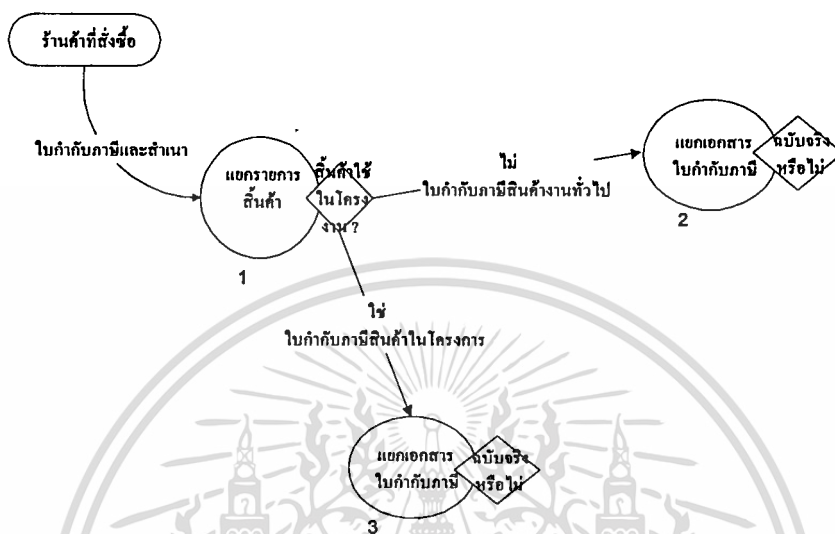 ร้านค้าที่สั่งซื้อ
ใบกำกับภาษีและสำเนา
แยกรายการ
สินค้า
สินค้าใช้
ในโครง
งาน ?
1
ไม่
ใบกำกับภาษีสินค้างานทั่วไป
แยกเอกสาร
ใบกำกับภาษี
ฉบับจริง
หรือไม่
2
ใช่
ใบกำกับภาษีสินค้าในโครงการ
แยกเอกสาร
ใบกำกับภาษี
ฉบับจริง
หรือไม่
3